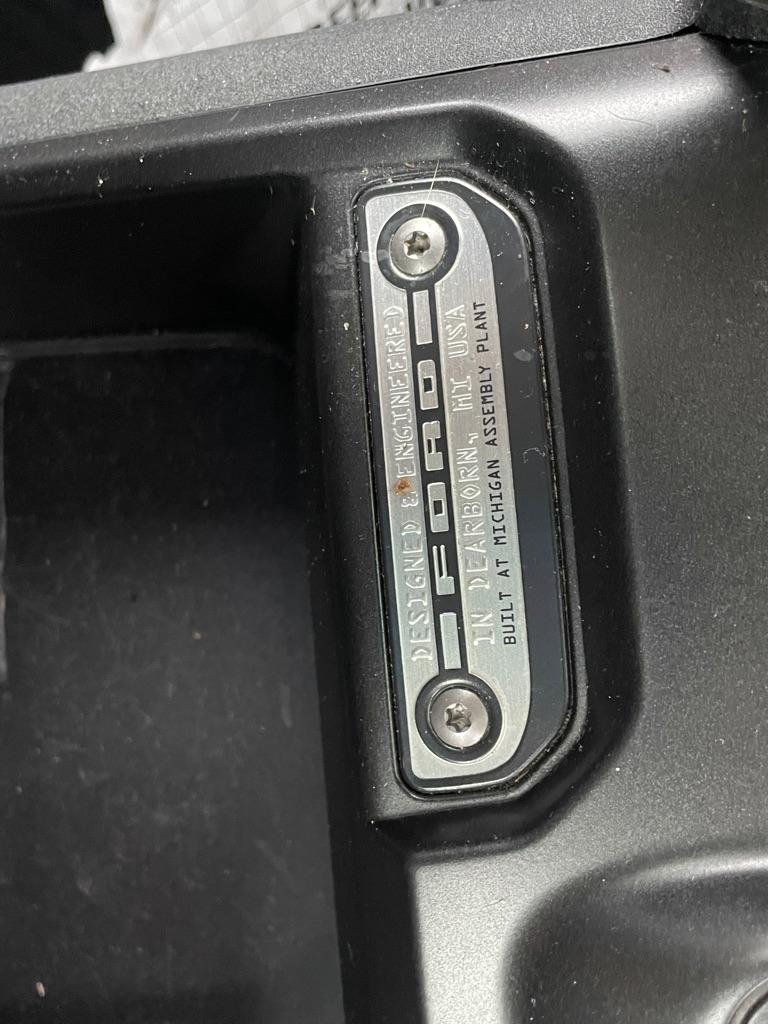 DESIGNED & ENGINEERED
FORD
IN DEARBORN, MI USA
BUILT AT MICHIGAN ASSEMBLY PLANT